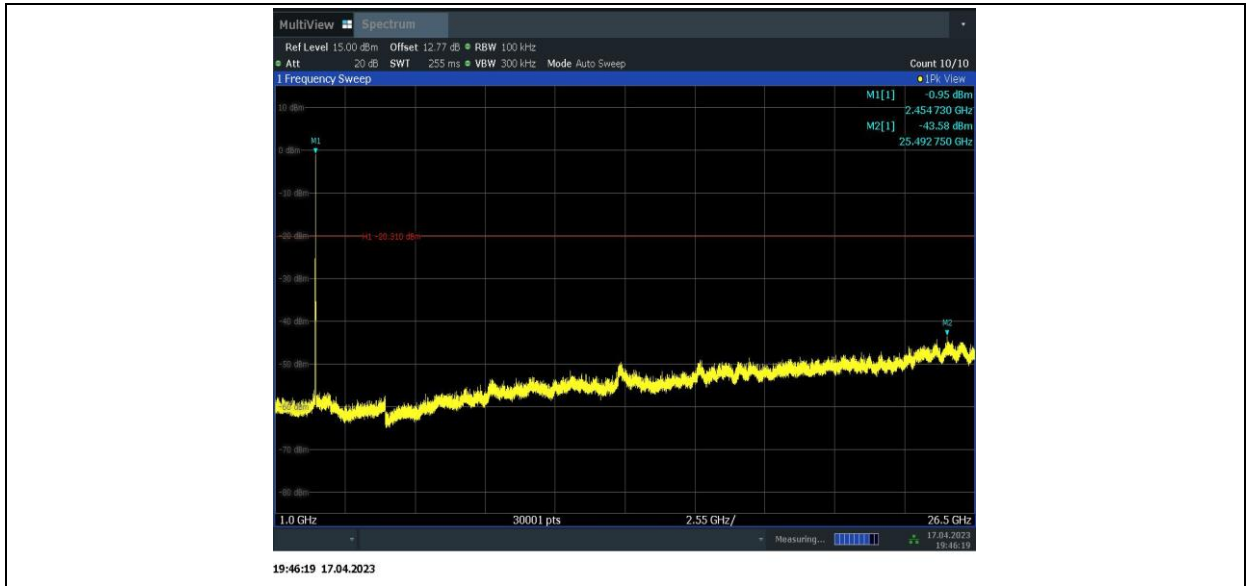 MultiView Spectrum
Ref Level 15.00 dBm Offset 12.77 dB RBW 100 kHz
Att 20 dB SWT 255 ms VBW 300 kHz Mode Auto Sweep Count 10/10
1 Frequency Sweep 1Pk View
M1[1] -0.95 dBm
2.454 730 GHz
M2[1] -43.58 dBm
25.492 750 GHz
10 dBm
M1
0 dBm
-10 dBm
-20 dBm H1 -20.310 dBm
-30 dBm
-40 dBm
M2
-50 dBm
-60 dBm
-70 dBm
-80 dBm
1.0 GHz 30001 pts 2.55 GHz/ 26.5 GHz
Measuring... 17.04.2023
19:46:19
19:46:19 17.04.2023